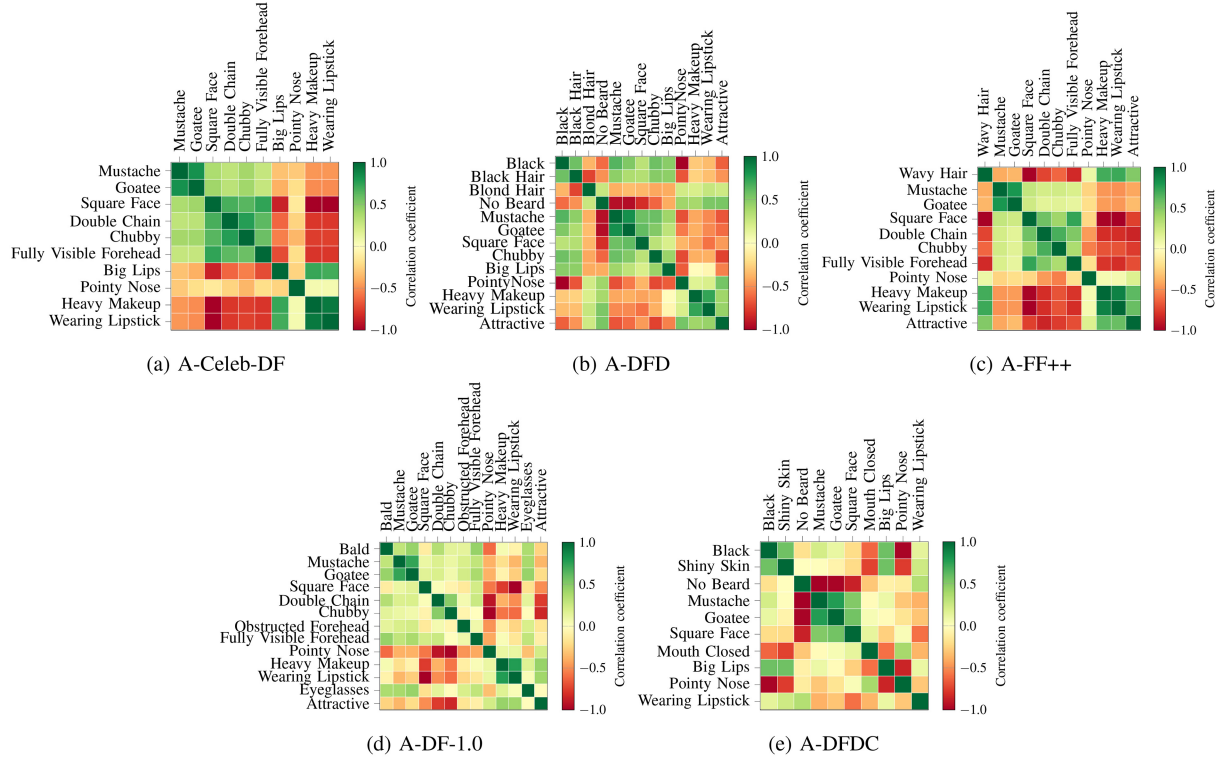 Mustache
Goatee
Square Face
Double Chain
Chubby
Fully Visible Forehead
Big Lips
Pointy Nose
Heavy Makeup
Wearing Lipstick
Mustache
Goatee
Square Face
Double Chain
Chubby
Fully Visible Forehead
Big Lips
Pointy Nose
Heavy Makeup
Wearing Lipstick
1.0
0.5
0.0
−0.5
−1.0
Correlation coefficient
(a) A-Celeb-DF
Black
Black Hair
Blond Hair
No Beard
Mustache
Goatee
Square Face
Chubby
Big Lips
PointyNose
Heavy Makeup
Wearing Lipstick
Attractive
Black
Black Hair
Blond Hair
No Beard
Mustache
Goatee
Square Face
Chubby
Big Lips
PointyNose
Heavy Makeup
Wearing Lipstick
Attractive
1.0
0.5
0.0
−0.5
−1.0
Correlation coefficient
(b) A-DFD
Wavy Hair
Mustache
Goatee
Square Face
Double Chain
Chubby
Fully Visible Forehead
Pointy Nose
Heavy Makeup
Wearing Lipstick
Attractive
Wavy Hair
Mustache
Goatee
Square Face
Double Chain
Chubby
Fully Visible Forehead
Pointy Nose
Heavy Makeup
Wearing Lipstick
Attractive
1.0
0.5
0.0
−0.5
−1.0
Correlation coefficient
(c) A-FF++
Bald
Mustache
Goatee
Square Face
Double Chain
Chubby
Obstructed Forehead
Fully Visible Forehead
Pointy Nose
Heavy Makeup
Wearing Lipstick
Eyeglasses
Attractive
Bald
Mustache
Goatee
Square Face
Double Chain
Chubby
Obstructed Forehead
Fully Visible Forehead
Pointy Nose
Heavy Makeup
Wearing Lipstick
Eyeglasses
Attractive
1.0
0.5
0.0
−0.5
−1.0
Correlation coefficient
(d) A-DF-1.0
Black
Shiny Skin
No Beard
Mustache
Goatee
Square Face
Mouth Closed
Big Lips
Pointy Nose
Wearing Lipstick
Black
Shiny Skin
No Beard
Mustache
Goatee
Square Face
Mouth Closed
Big Lips
Pointy Nose
Wearing Lipstick
1.0
0.5
0.0
−0.5
−1.0
Correlation coefficient
(e) A-DFDC